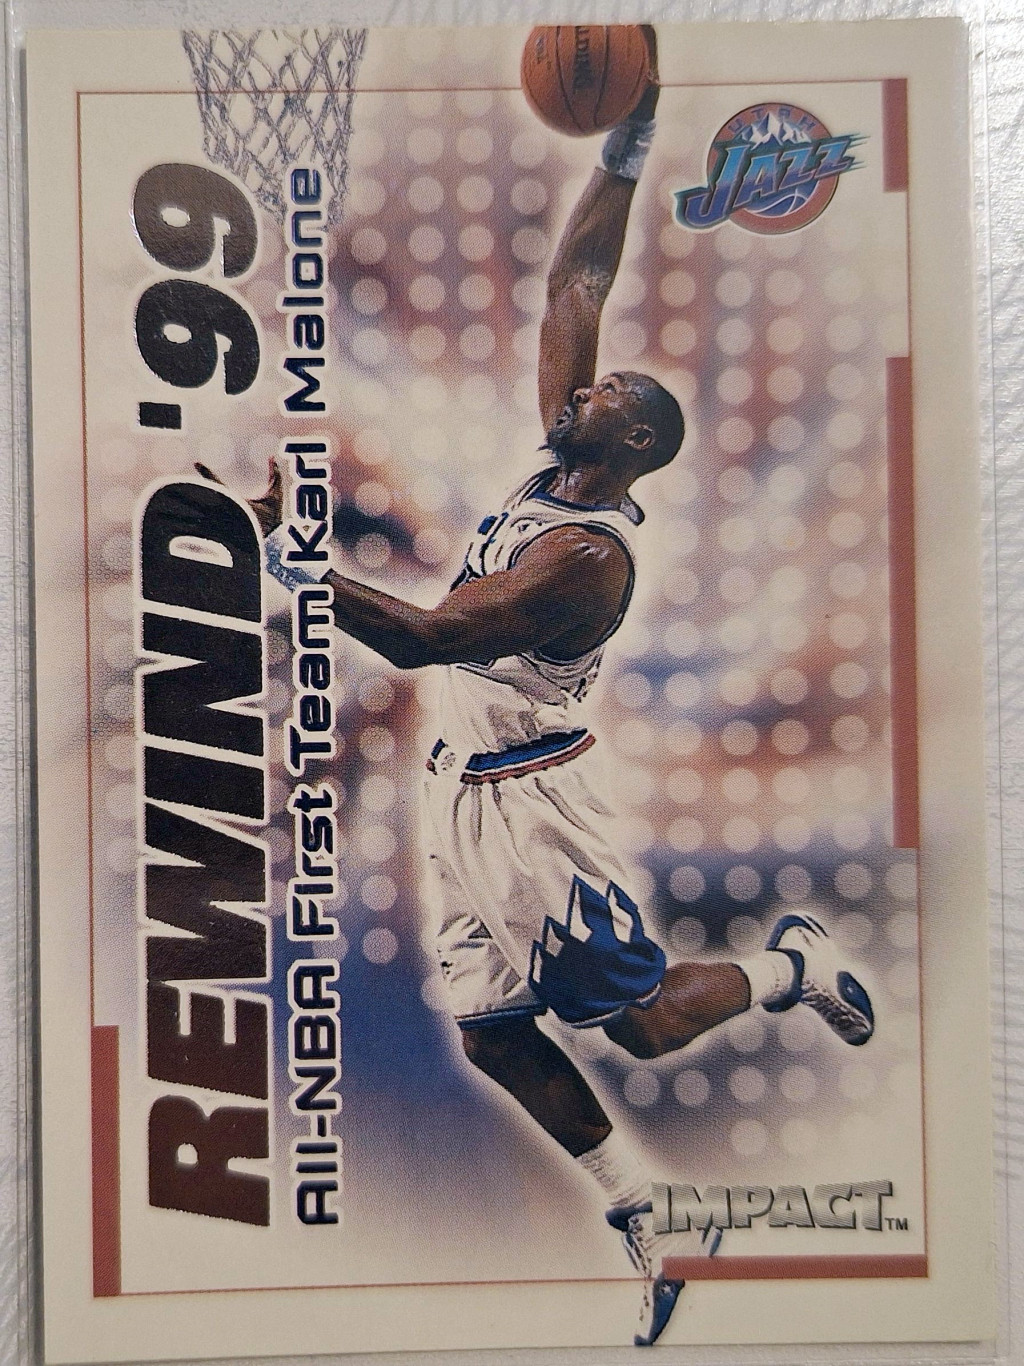 REWIND '99
All-NBA First Team Karl Malone
UTAH
JAZZ
IMPACT™